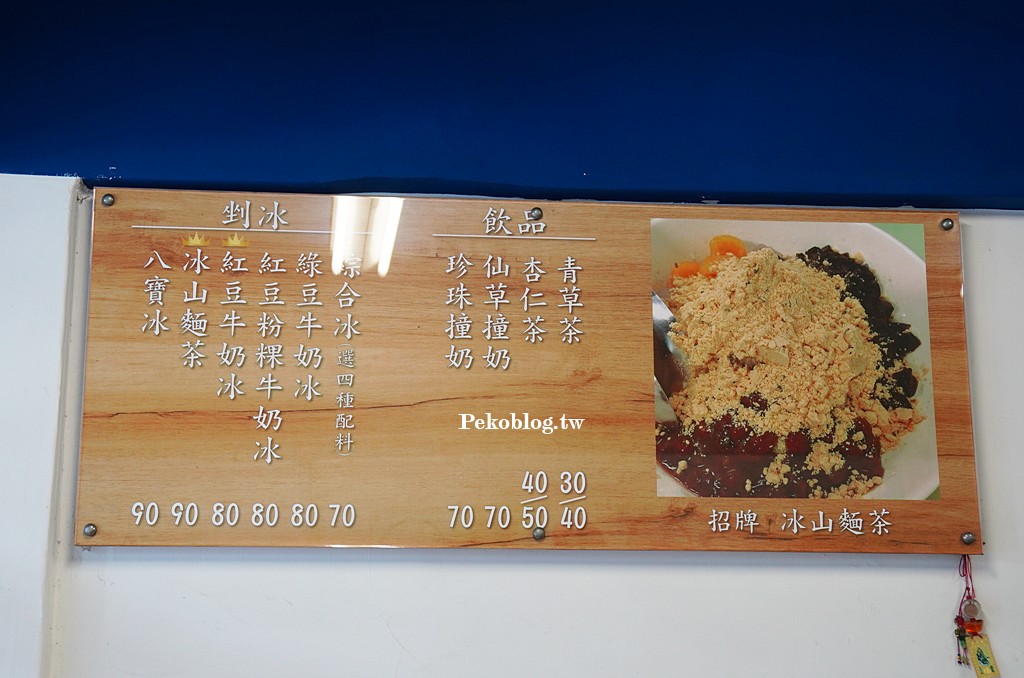 剉冰
綜合冰(選四種配料)
綠豆牛奶冰
紅豆粉粿牛奶冰
紅豆牛奶冰
冰山麵茶
八寶冰
90 90 80 80 80 70
飲品
青草茶
杏仁茶
仙草撞奶
珍珠撞奶
70 70 40/50 30/40
Pekoblog.tw
招牌 冰山麵茶